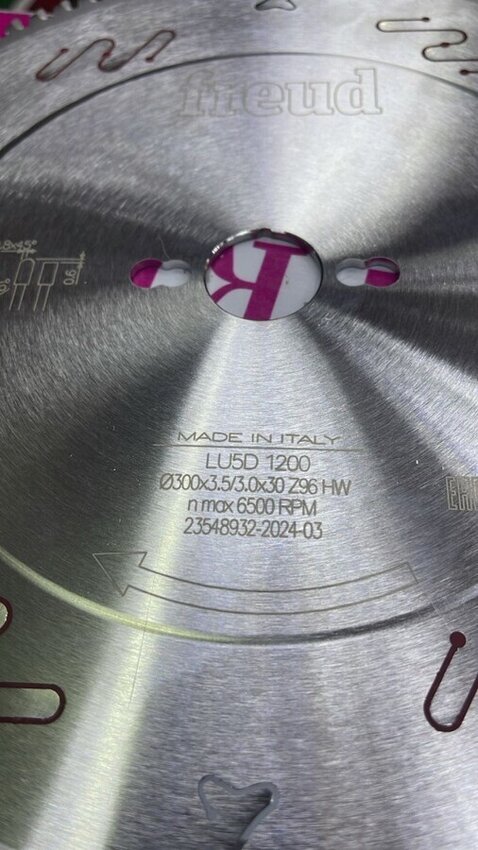 freud
MADE IN ITALY
LU5D 1200
Ø300x3.5/3.0x30 Z96 HW
n max 6500 RPM
23548932-2024-03